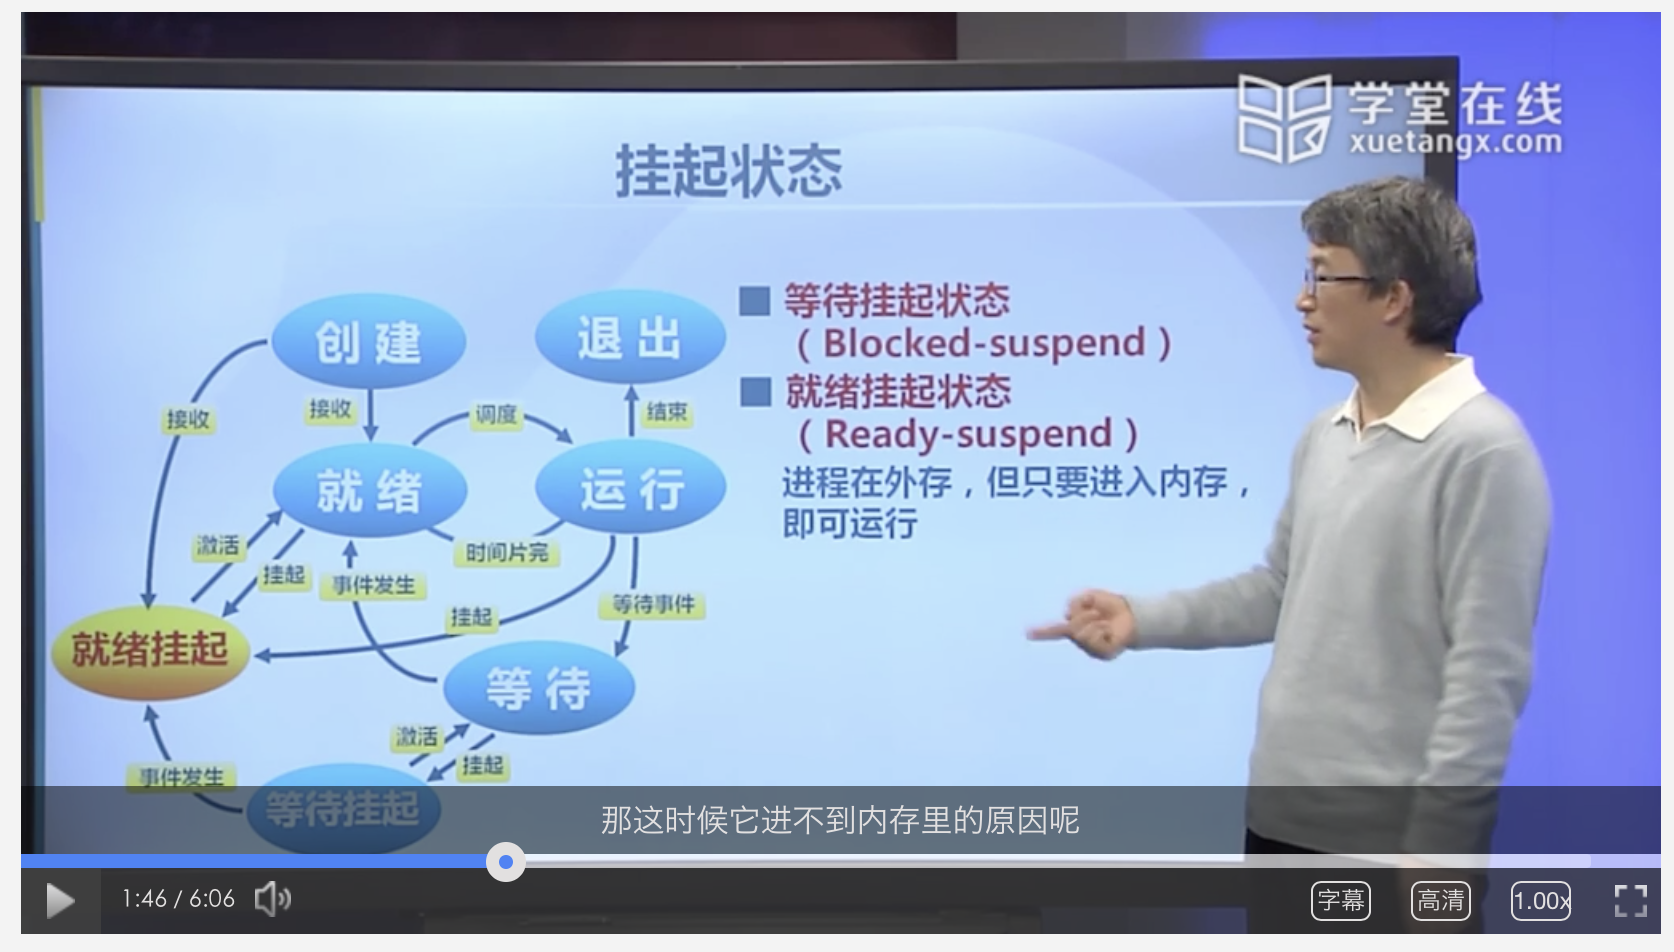 学堂在线
xuetangx.com
挂起状态
创建
退出
接收
接收
调度
结束
就绪
运行
激活
挂起
事件发生
时间片完
挂起
等待事件
就绪挂起
等待
激活
挂起
事件发生
等待挂起
■ 等待挂起状态
（Blocked-suspend）
■ 就绪挂起状态
（Ready-suspend）
进程在外存，但只要进入内存，
即可运行
那这时候它进不到内存里的原因呢
1:46 / 6:06
字幕
高清
1.00x